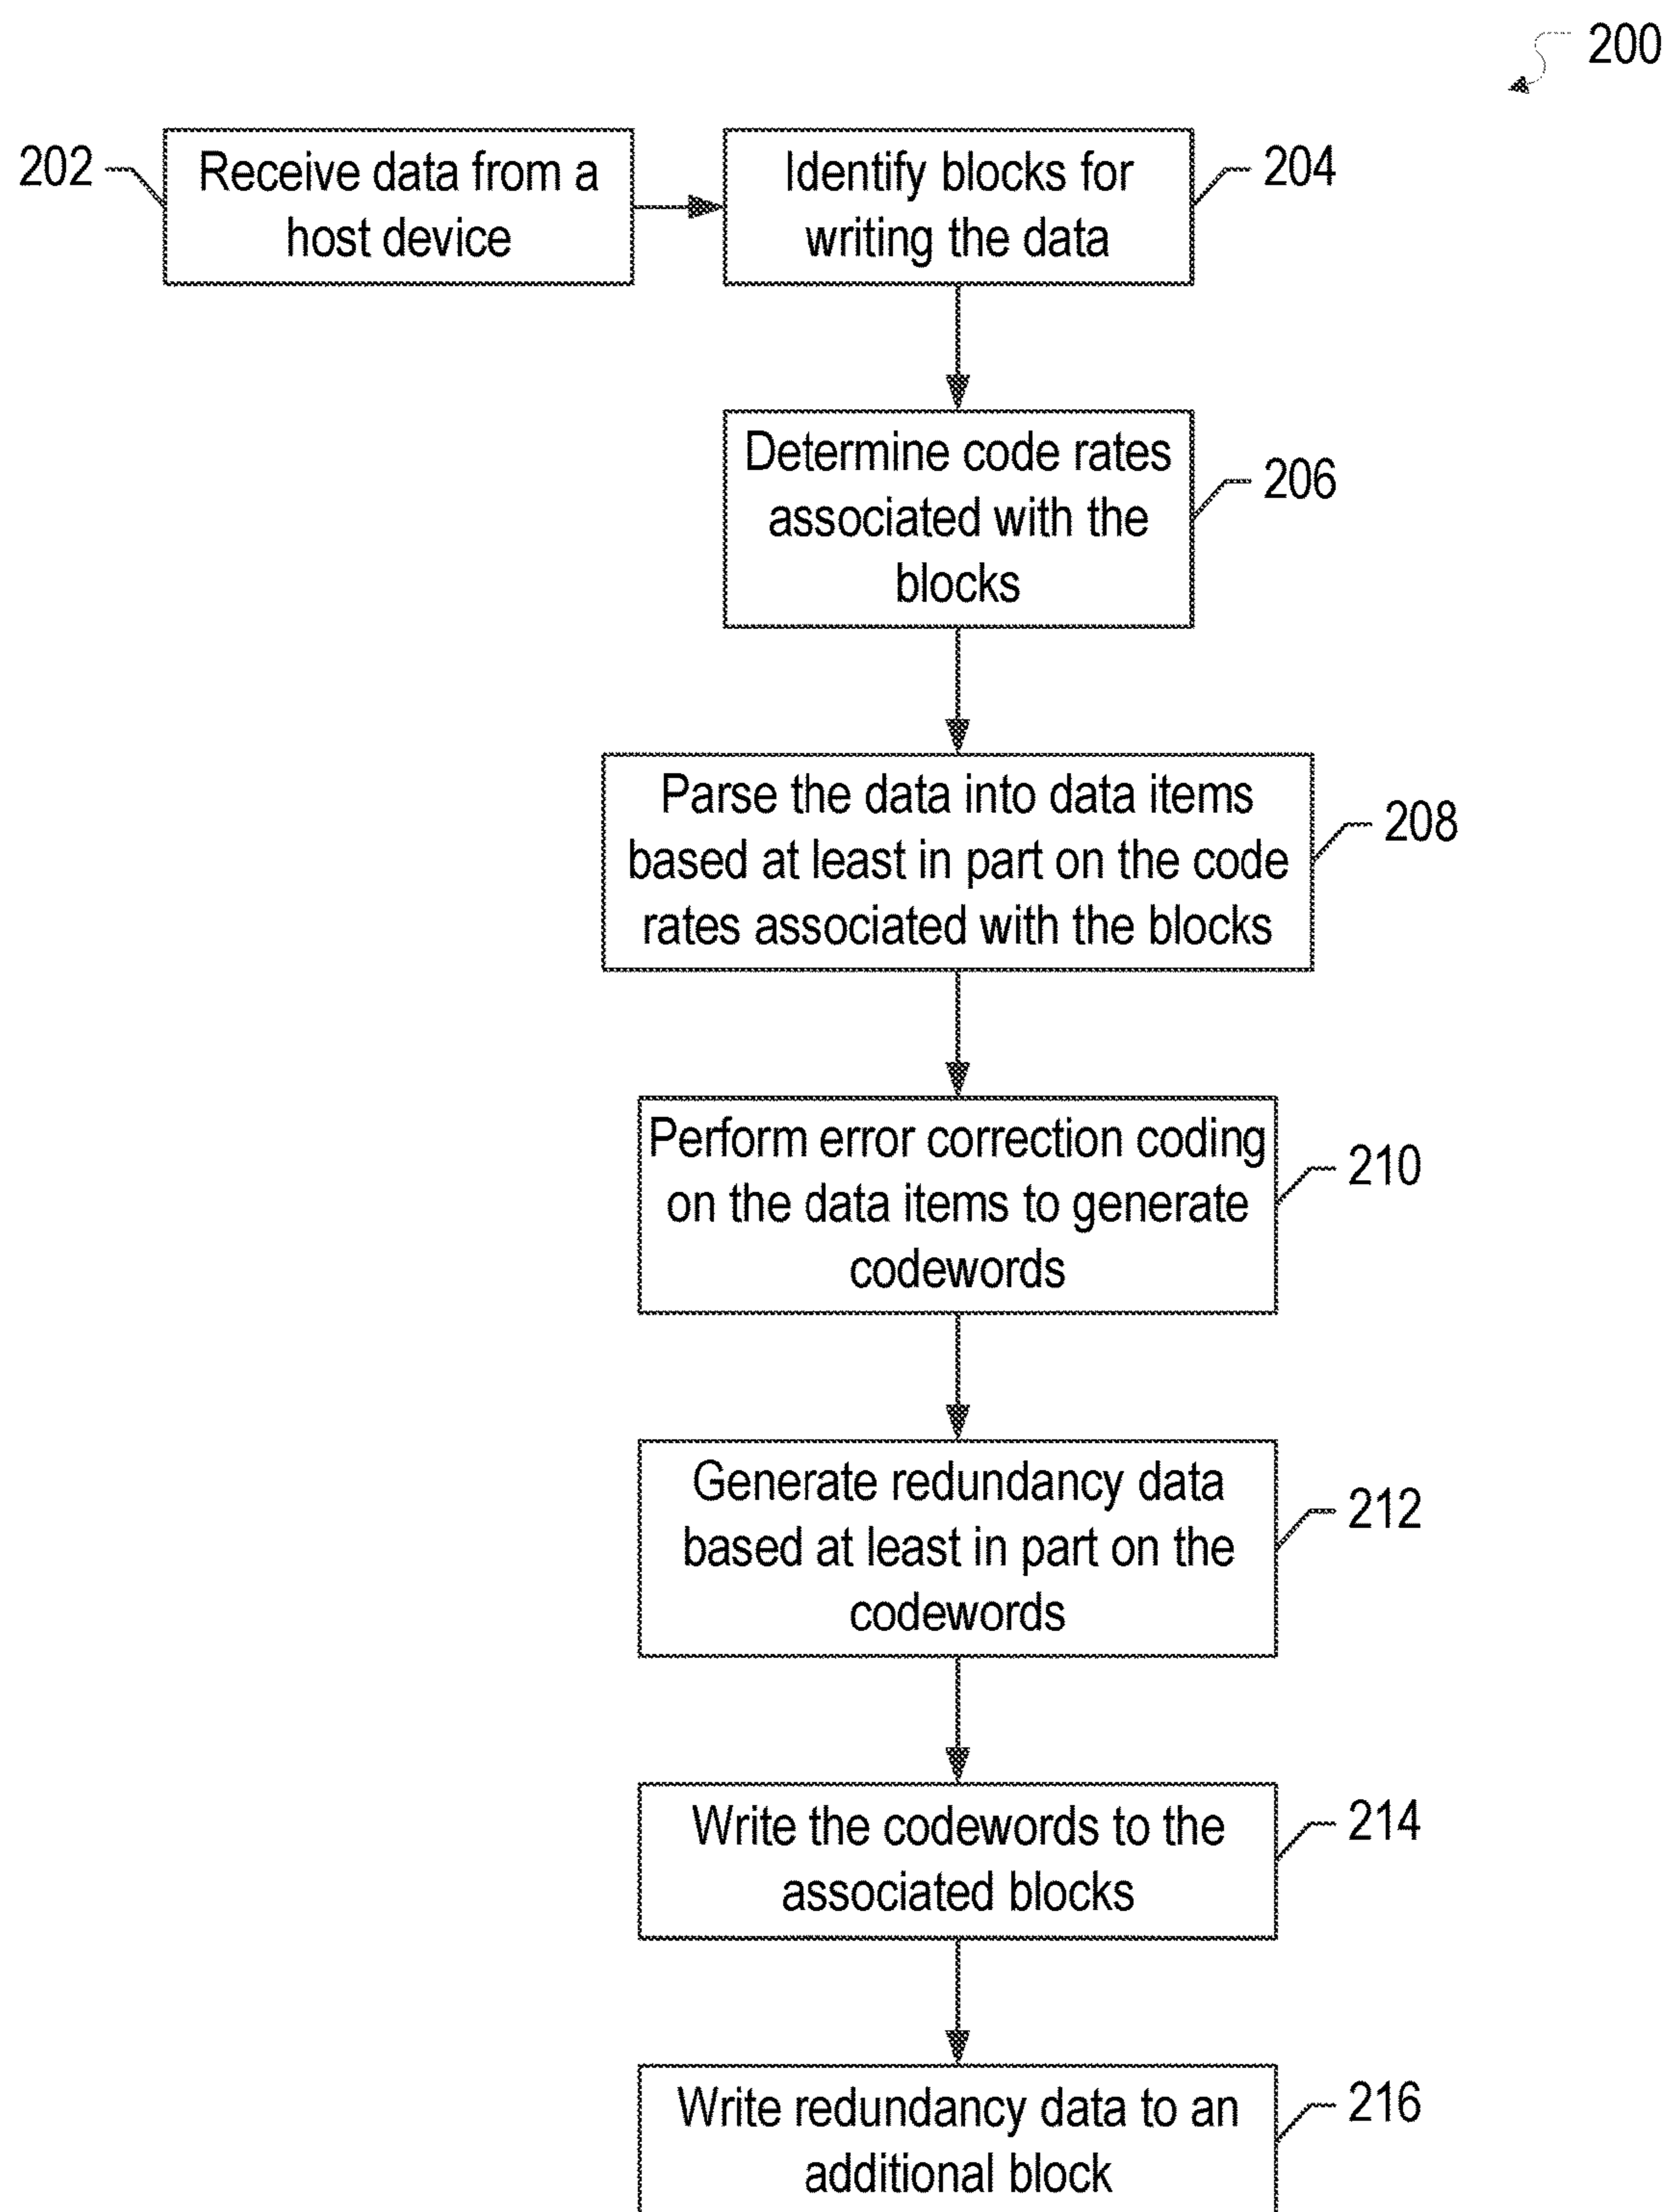 200
202
Receive data from a
host device
Identify blocks for
writing the data
204
Determine code rates
associated with the
blocks
206
Parse the data into data items
based at least in part on the code
rates associated with the blocks
208
Perform error correction coding
on the data items to generate
codewords
210
Generate redundancy data
based at least in part on the
codewords
212
Write the codewords to the
associated blocks
214
Write redundancy data to an
additional block
216